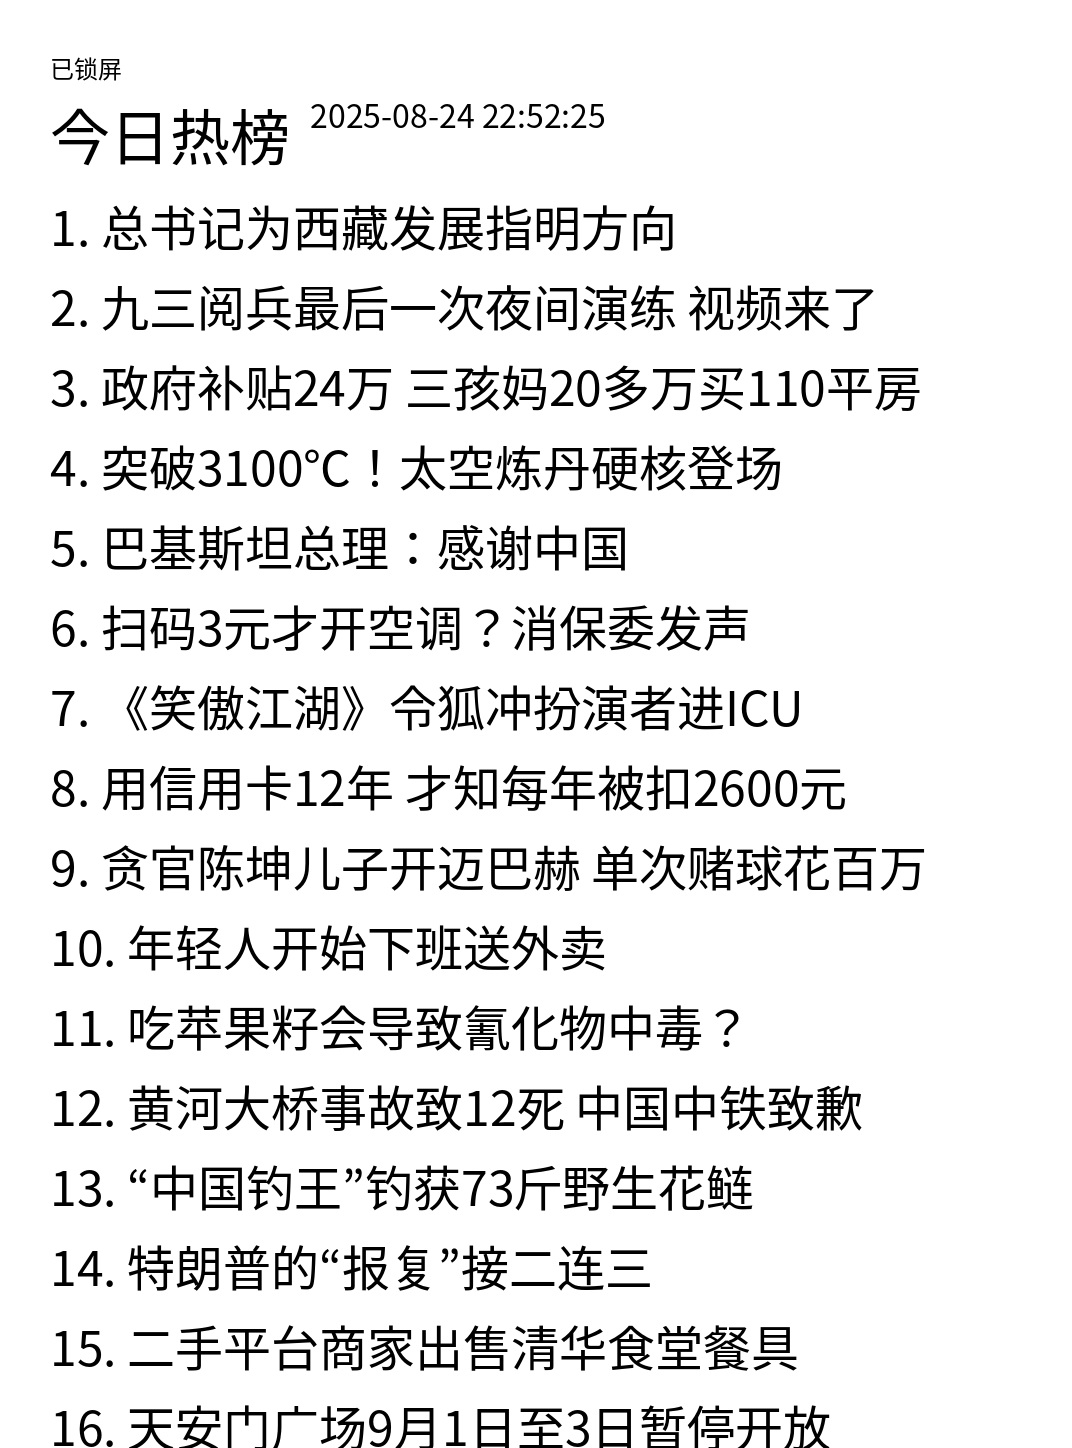 已锁屏
今日热榜 2025-08-24 22:52:25
1. 总书记为西藏发展指明方向
2. 九三阅兵最后一次夜间演练 视频来了
3. 政府补贴24万 三孩妈20多万买110平房
4. 突破3100℃！太空炼丹硬核登场
5. 巴基斯坦总理：感谢中国
6. 扫码3元才开空调？消保委发声
7. 《笑傲江湖》令狐冲扮演者进ICU
8. 用信用卡12年 才知每年被扣2600元
9. 贪官陈坤儿子开迈巴赫 单次赌球花百万
10. 年轻人开始下班送外卖
11. 吃苹果籽会导致氰化物中毒？
12. 黄河大桥事故致12死 中国中铁致歉
13. “中国钓王”钓获73斤野生花鲢
14. 特朗普的“报复”接二连三
15. 二手平台商家出售清华食堂餐具
16. 天安门广场9月1日至3日暂停开放